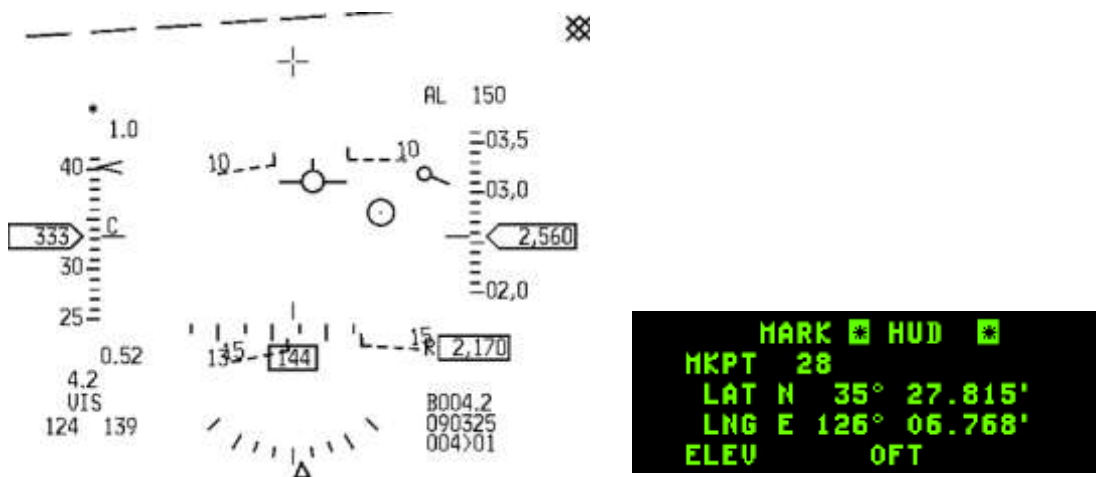 AL 150
1.0
40
10
10
03,5
03,0
333
C
2,560
30
25
02,0
0.52
13
15
144
15
R 2,170
4.2
VIS
124 139
B004.2
090325
004>01
MARK * HUD *
MKPT 28
LAT N 35° 27.815'
LNG E 126° 06.768'
ELEV 0FT